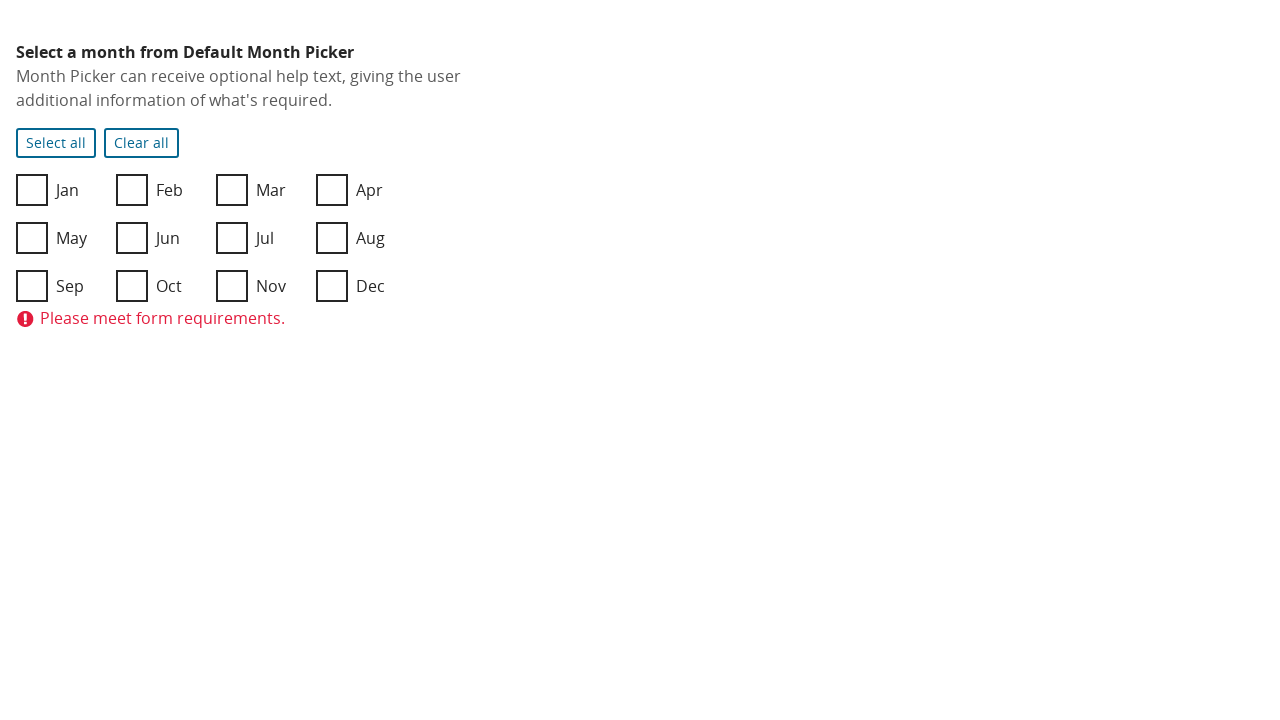 Select a month from Default Month Picker
Month Picker can receive optional help text, giving the user
additional information of what's required.
Select all Clear all
Jan Feb Mar Apr
May Jun Jul Aug
Sep Oct Nov Dec
Please meet form requirements.